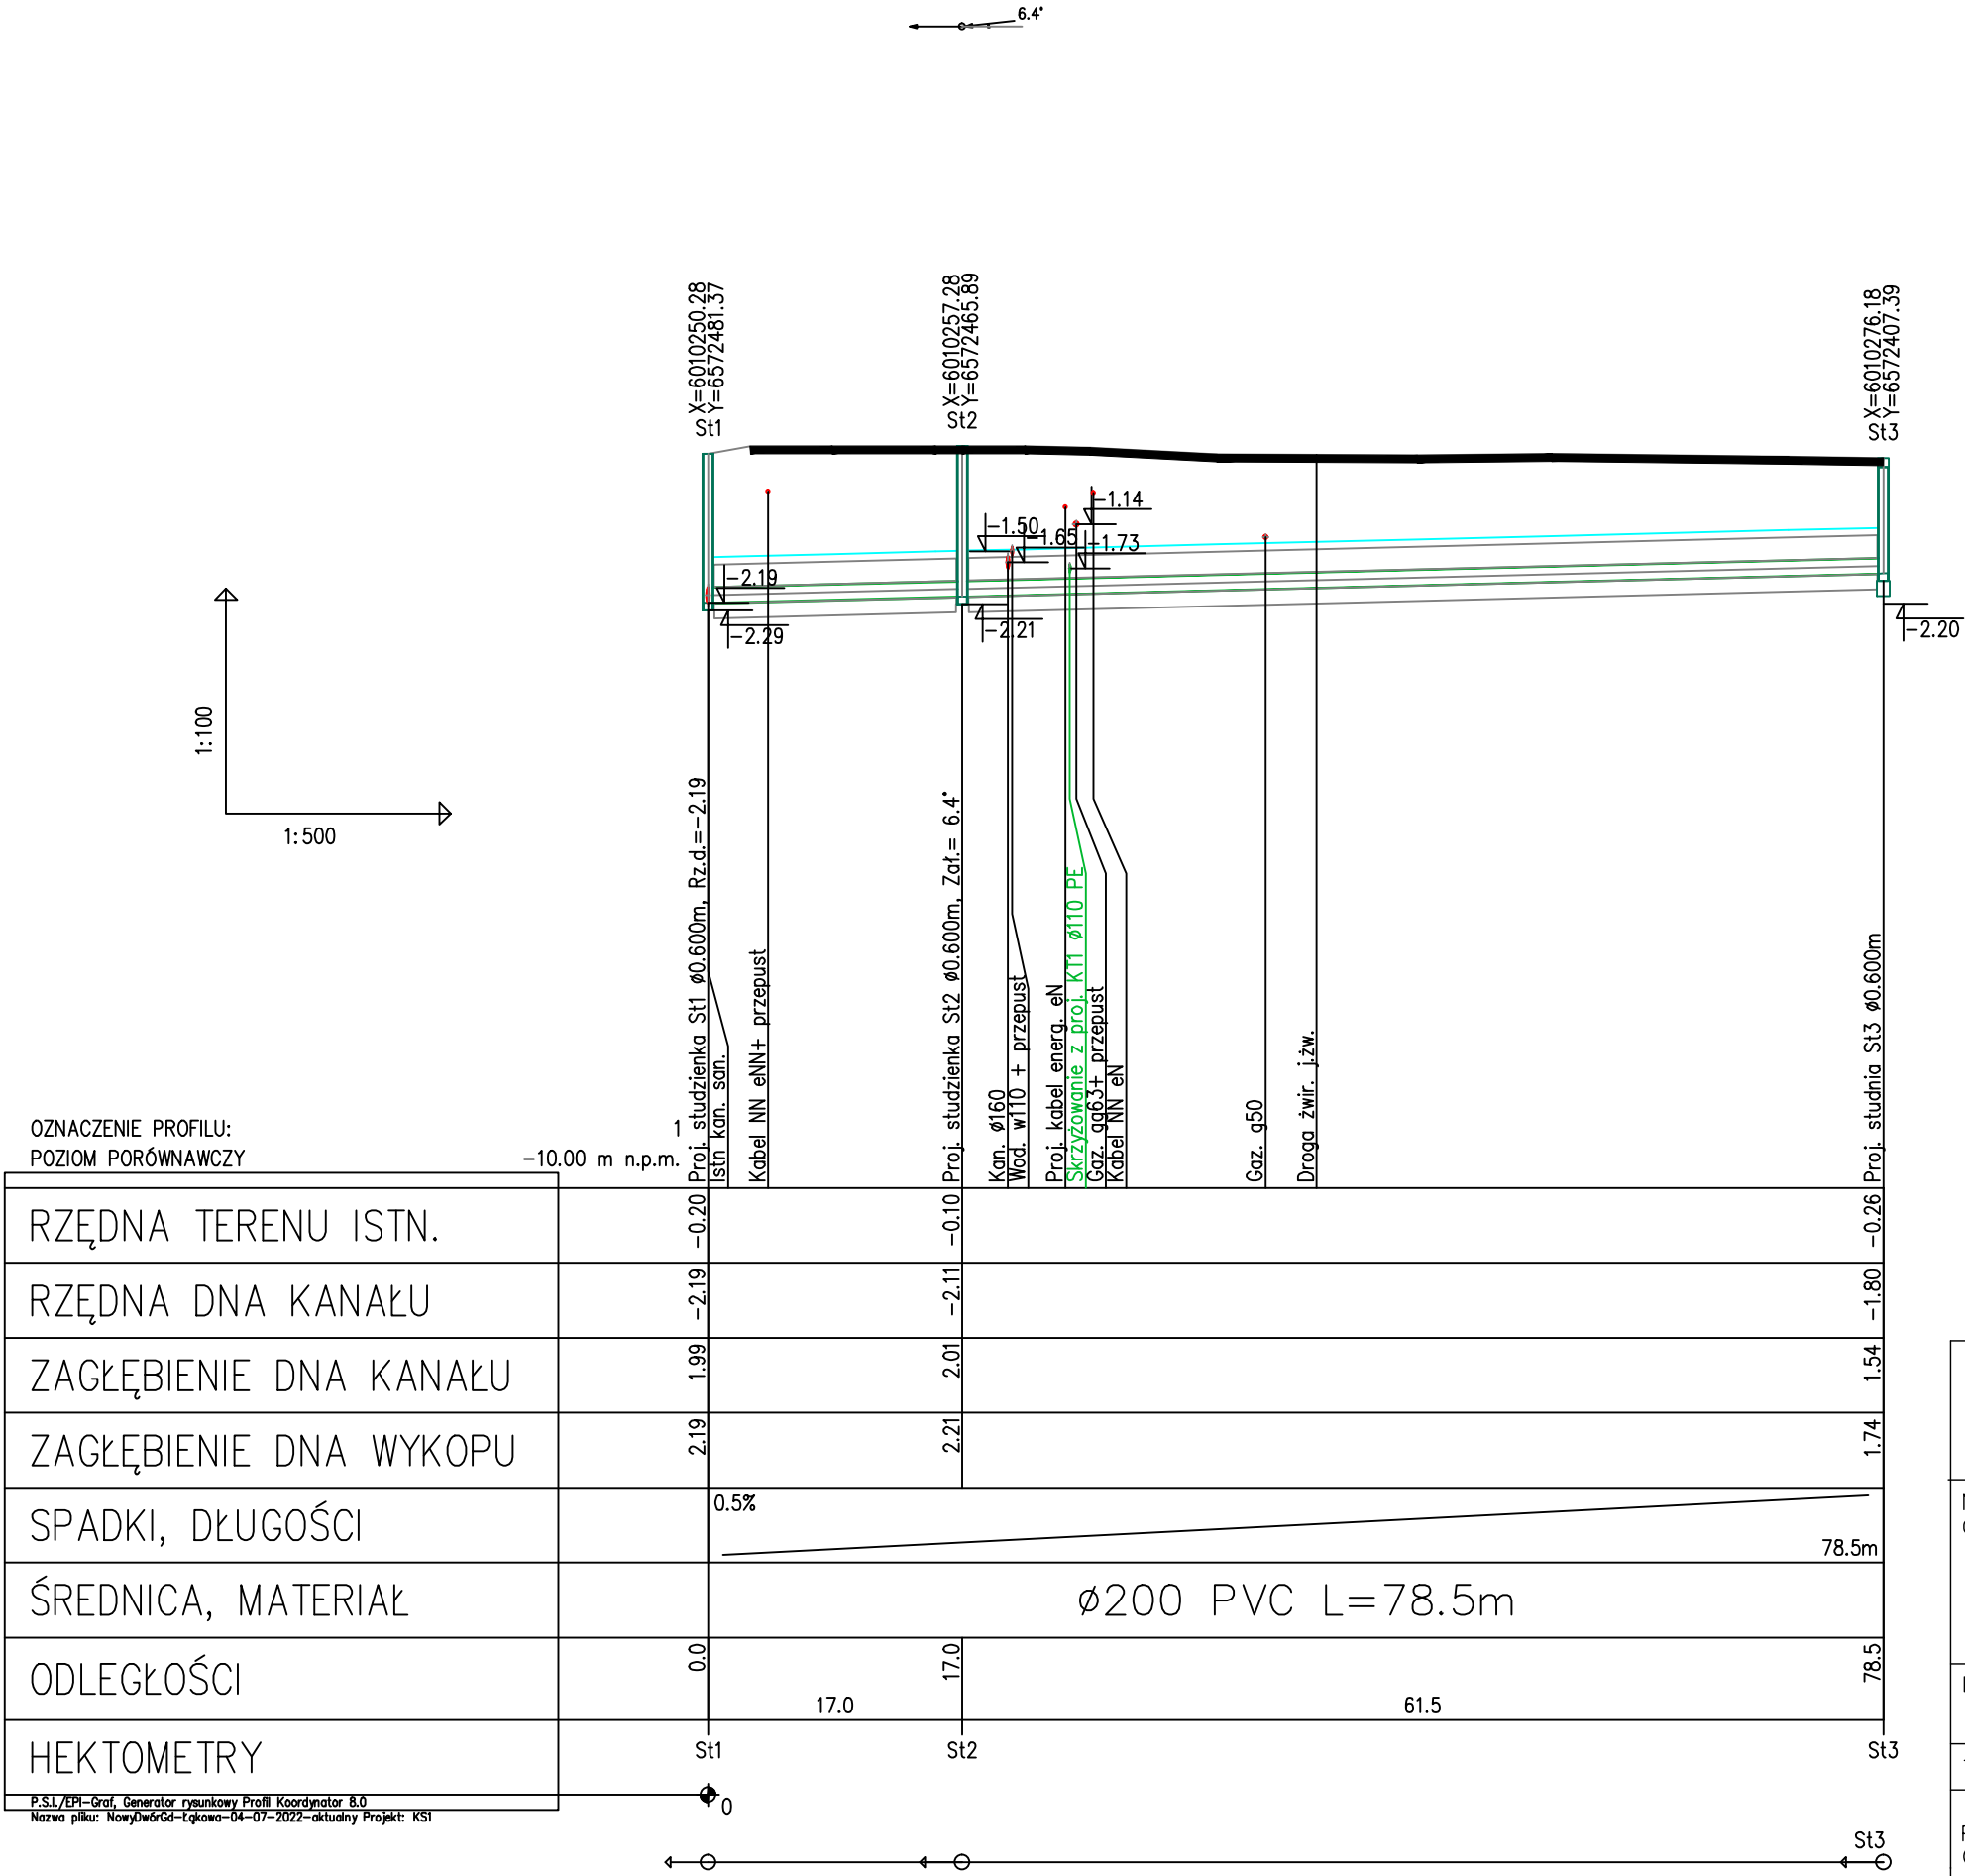 6.4°
X=6010250.28
Y=6572481.37
St1
X=6010257.28
Y=6572465.89
St2
X=6010276.18
Y=6572407.39
St3
-1.14
-1.50
-1.65
-1.73
-2.19
-2.29
-2.21
-2.20
1:100
1:500
Proj. studzienka St1 ø0.600m, Rz.d.=-2.19
Istn kan. san.
Kabel NN eNN+ przepust
Proj. studzienka St2 ø0.600m, Zał.= 6.4°
Kan. ø160
Wod. w110 + przepust
Proj. kabel energ. eN
Skrzyżowanie z proj. KT1 ø110 PE
Gaz. gg63+ przepust
Kabel NN eN
Gaz. g50
Droga żwir. j.żw.
Proj. studnia St3 ø0.600m
OZNACZENIE PROFILU: 1
POZIOM PORÓWNAWCZY -10.00 m n.p.m.
RZĘDNA TERENU ISTN. -0.20 -0.10 -0.26
RZĘDNA DNA KANAŁU -2.19 -2.11 -1.80
ZAGŁĘBIENIE DNA KANAŁU 1.99 2.01 1.54
ZAGŁĘBIENIE DNA WYKOPU 2.19 2.21 1.74
SPADKI, DŁUGOŚCI 0.5% 78.5m
ŚREDNICA, MATERIAŁ ø200 PVC L=78.5m
ODLEGŁOŚCI 0.0 17.0 17.0 61.5 78.5
HEKTOMETRY St1 St2 St3
0
P.S.I./EPI-Graf, Generator rysunkowy Profil Koordynator 8.0
Nazwa pliku: NowyDwórGd-Łąkowa-04-07-2022-aktualny Projekt: KS1
St3